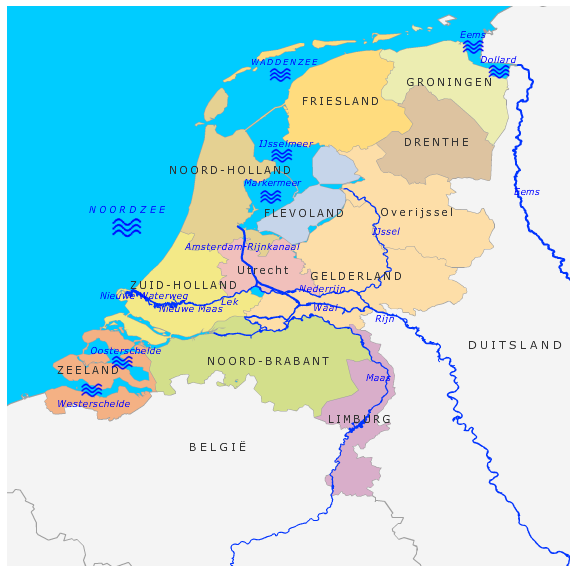 Eems
WADDENZEE
Dollard
GRONINGEN
FRIESLAND
DRENTHE
IJsselmeer
NOORD-HOLLAND
Markermeer
Eems
NOORDZEE
FLEVOLAND
Overijssel
IJssel
Amsterdam-Rijnkanaal
Utrecht
GELDERLAND
ZUID-HOLLAND
Nederrijn
Nieuwe Waterweg
Lek
Nieuwe Maas
Waal
Rijn
DUITSLAND
Oosterschelde
NOORD-BRABANT
ZEELAND
Maas
Westerschelde
LIMBURG
BELGIË